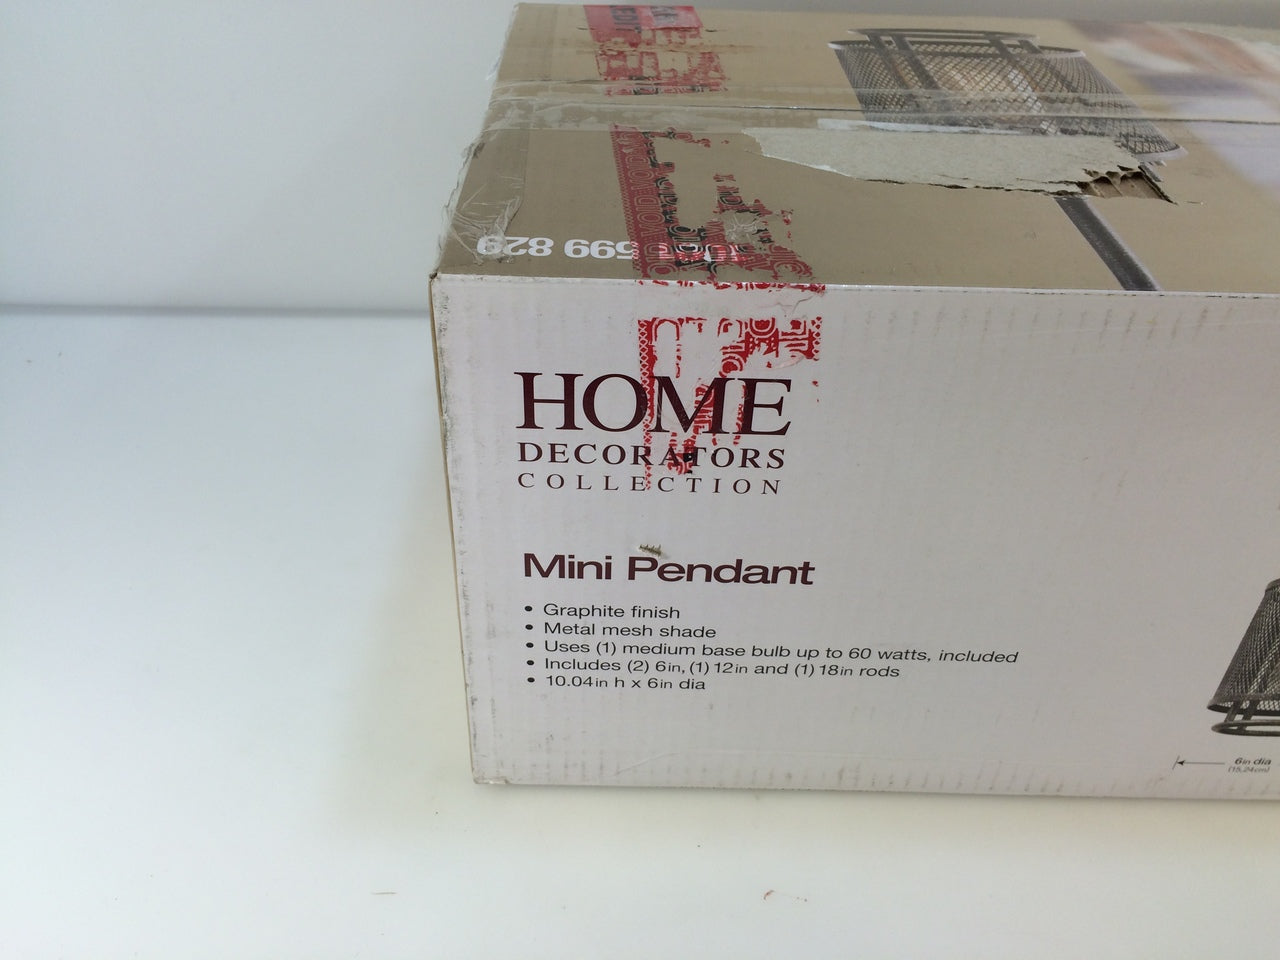 599 829
HOME
DECORATORS
COLLECTION
Mini Pendant
• Graphite finish
• Metal mesh shade
• Uses (1) medium base bulb up to 60 watts, included
• Includes (2) 6in, (1) 12in and (1) 18in rods
• 10.04in h x 6in dia
6in dia
(15.24cm)